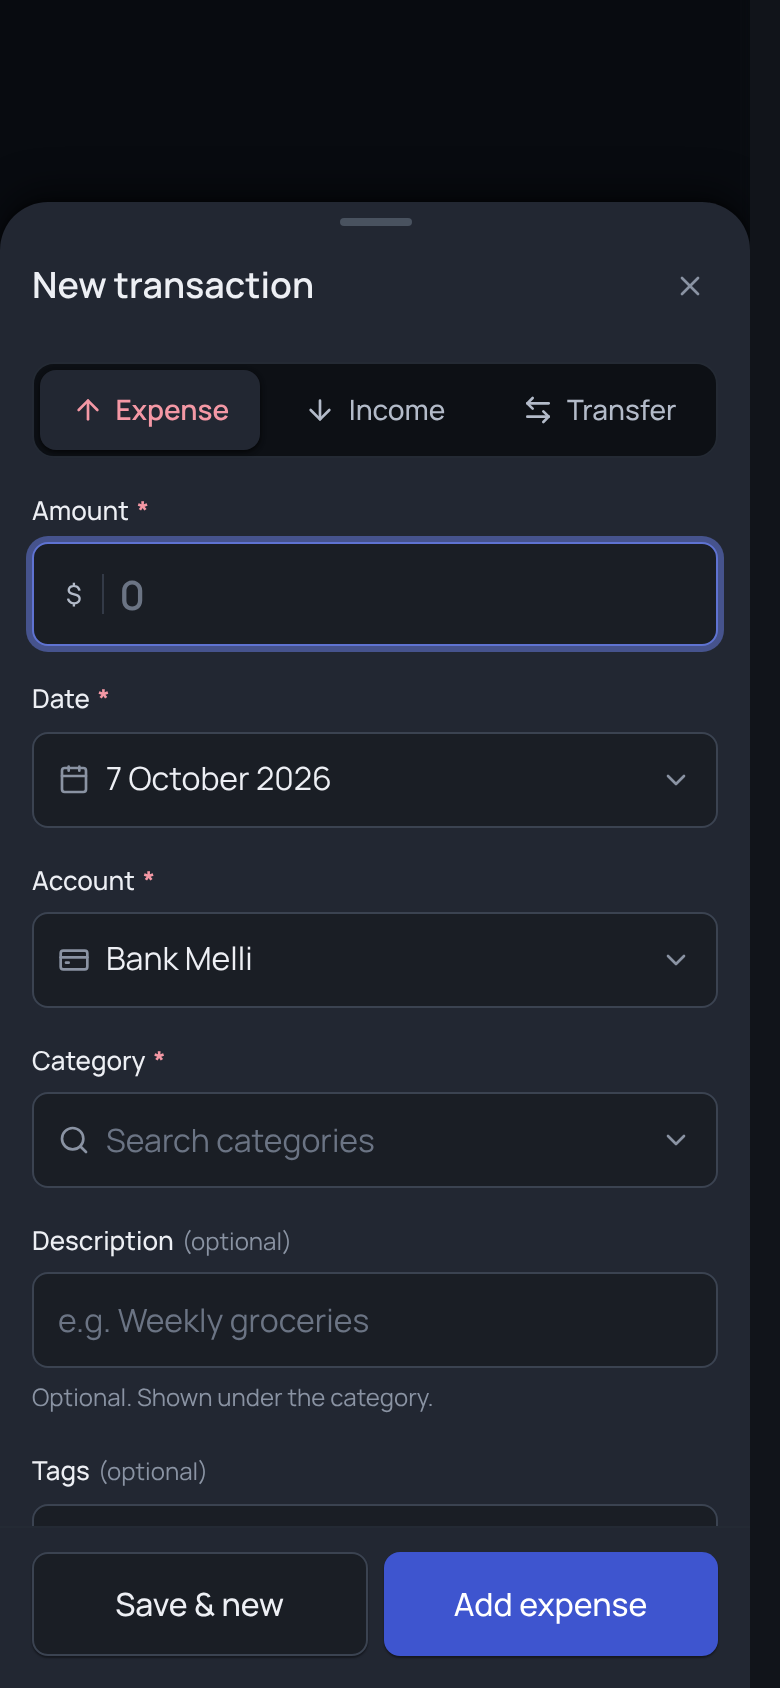 New transaction
Expense
Income
Transfer
Amount *
$ 0
Date *
7 October 2026
Account *
Bank Melli
Category *
Search categories
Description (optional)
e.g. Weekly groceries
Optional. Shown under the category.
Tags (optional)
Save & new
Add expense